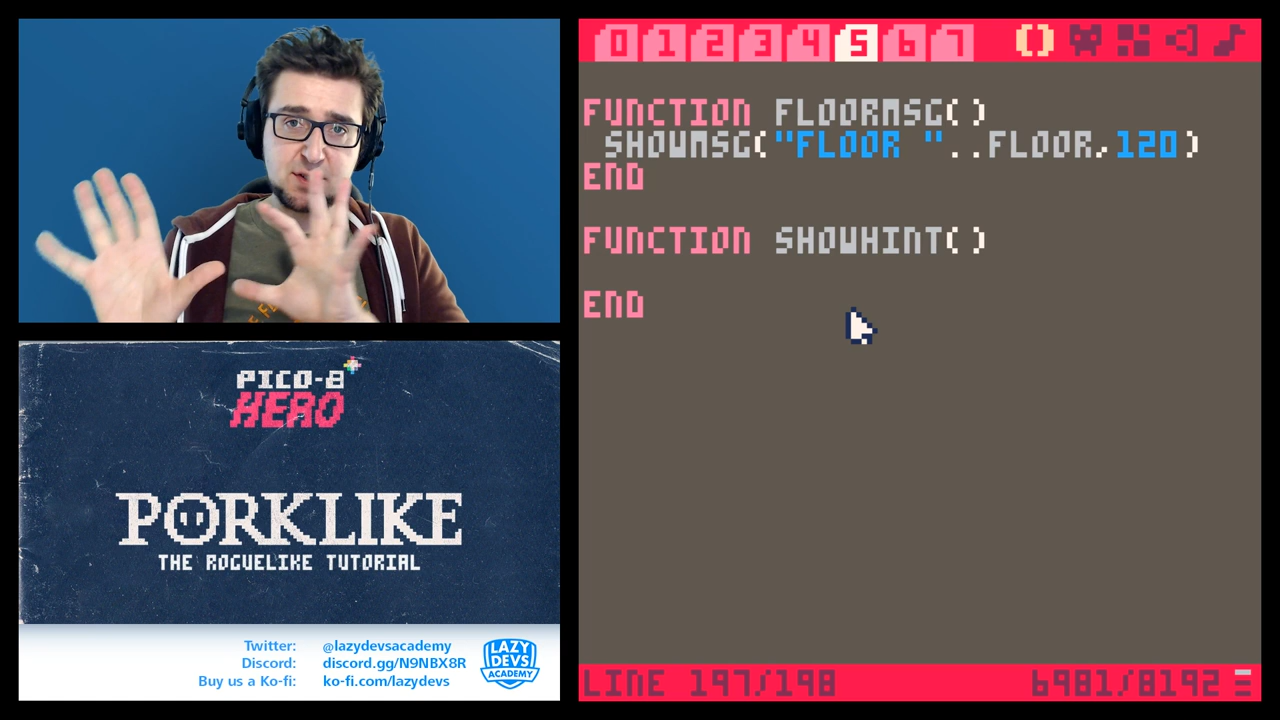 PICO-8
HERO
PORKLIKE
THE ROGUELIKE TUTORIAL
Twitter: @lazydevsacademy
Discord: discord.gg/N9NBX8R
Buy us a Ko-fi: ko-fi.com/lazydevs
LAZY
DEVS
ACADEMY
0 1 2 3 4 5 6 7 ()
FUNCTION FLOORMSG()
SHOWMSG("FLOOR "..FLOOR,120)
END
FUNCTION SHOWHINT()
END
LINE 197/198 6981/8192